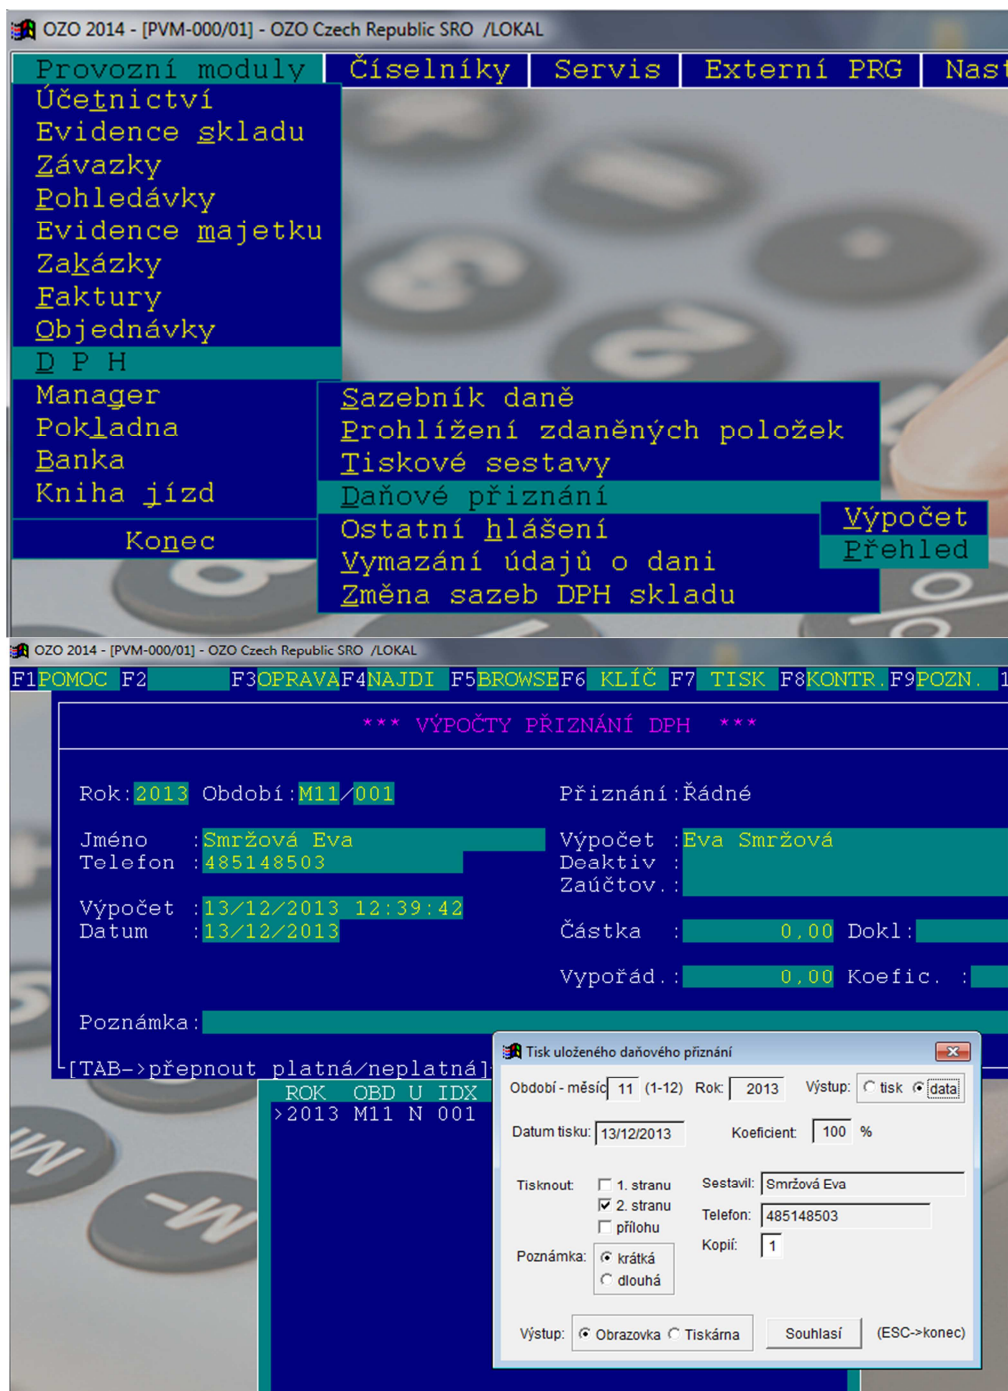 OZO 2014 - [PVM-000/01] - OZO Czech Republic SRO /LOKAL
Provozní moduly Číselníky Servis Externí PRG Nast
Účetnictví
Evidence skladu
Závazky
Pohledávky
Evidence majetku
Zakázky
Faktury
Objednávky
D P H
Manager
Pokladna
Banka
Kniha jízd
Konec
Sazebník daně
Prohlížení zdaněných položek
Tiskové sestavy
Daňové přiznání
Ostatní hlášení
Vymazání údajů o dani
Změna sazeb DPH skladu
Výpočet
Přehled
OZO 2014 - [PVM-000/01] - OZO Czech Republic SRO /LOKAL
F1POMOC F2 F3OPRAVAF4NAJDI F5BROWSEF6 KLÍČ F7 TISK F8KONTR.F9POZN. 1
*** VÝPOČTY PŘIZNÁNÍ DPH ***
Rok:2013 Období:M11/001 Přiznání:Řádné
Jméno :Smržová Eva Výpočet :Eva Smržová
Telefon :485148503 Deaktiv :
Zaúčtov.:
Výpočet :13/12/2013 12:39:42
Datum :13/12/2013 Částka : 0,00 Dokl:
Vypořád.: 0,00 Koefic. :
Poznámka:
[TAB->přepnout platná/neplatná]
ROK OBD U IDX
>2013 M11 N 001
Tisk uloženého daňového přiznání
Období - měsíc 11 (1-12) Rok: 2013 Výstup: tisk data
Datum tisku: 13/12/2013 Koeficient: 100 %
Tisknout: 1. stranu Sestavil: Smržová Eva
2. stranu Telefon: 485148503
přílohu
Kopií: 1
Poznámka: krátká
dlouhá
Výstup: Obrazovka Tiskárna Souhlasí (ESC->konec)